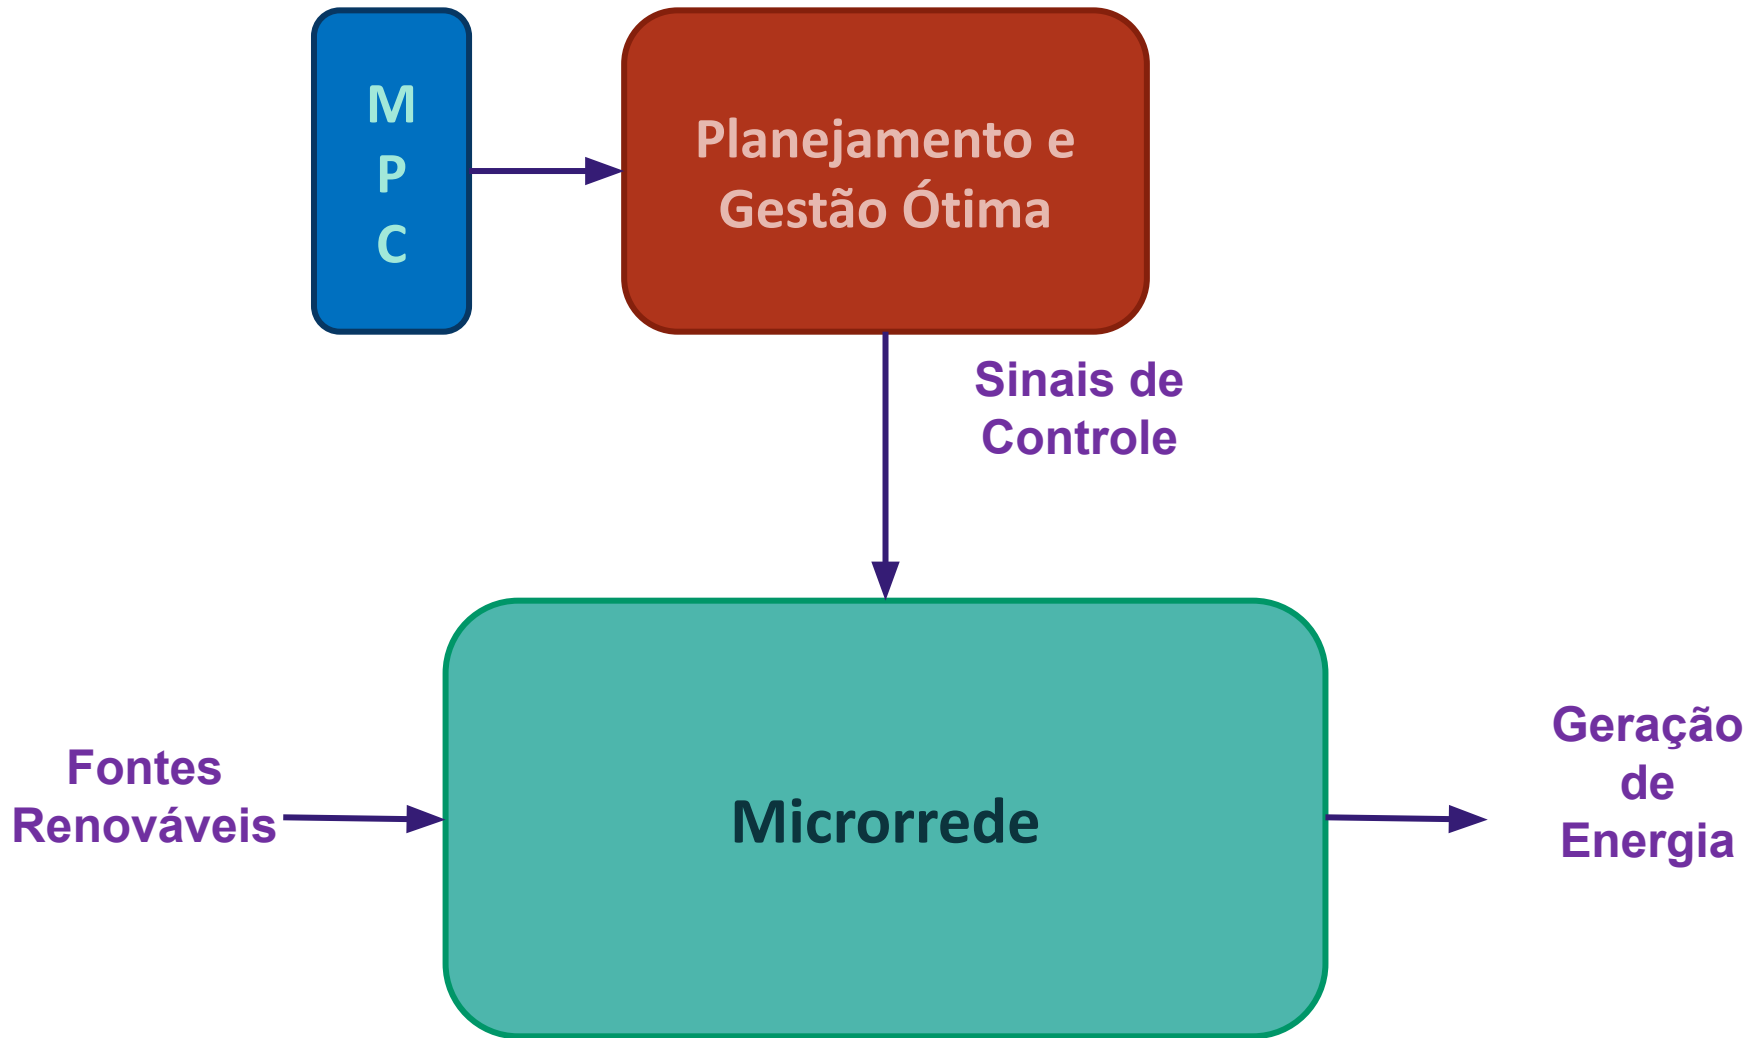 M
P
C
Planejamento e
Gestão Ótima
Sinais de
Controle
Fontes
Renováveis
Microrrede
Geração
de
Energia